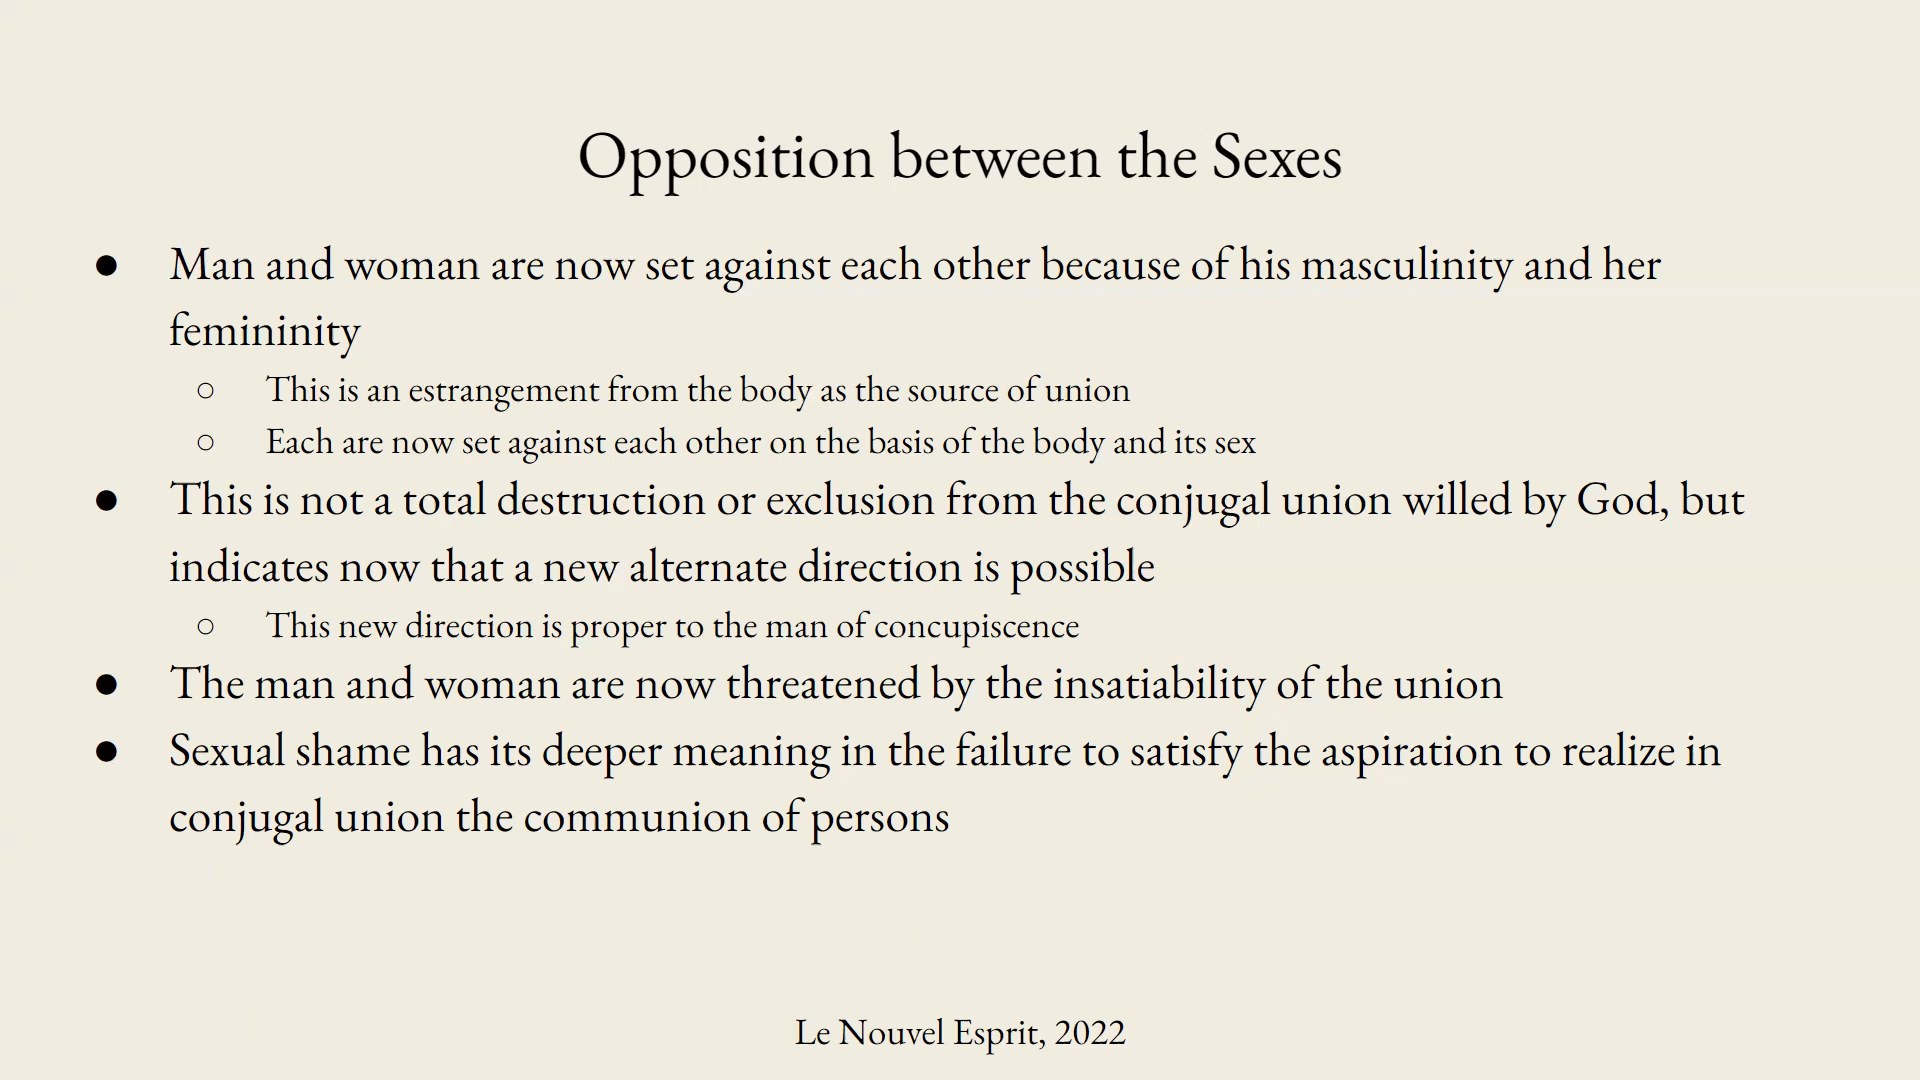 Opposition between the Sexes
● Man and woman are now set against each other because of his masculinity and her
femininity
○ This is an estrangement from the body as the source of union
○ Each are now set against each other on the basis of the body and its sex
● This is not a total destruction or exclusion from the conjugal union willed by God, but
indicates now that a new alternate direction is possible
○ This new direction is proper to the man of concupiscence
● The man and woman are now threatened by the insatiability of the union
● Sexual shame has its deeper meaning in the failure to satisfy the aspiration to realize in
conjugal union the communion of persons
Le Nouvel Esprit, 2022